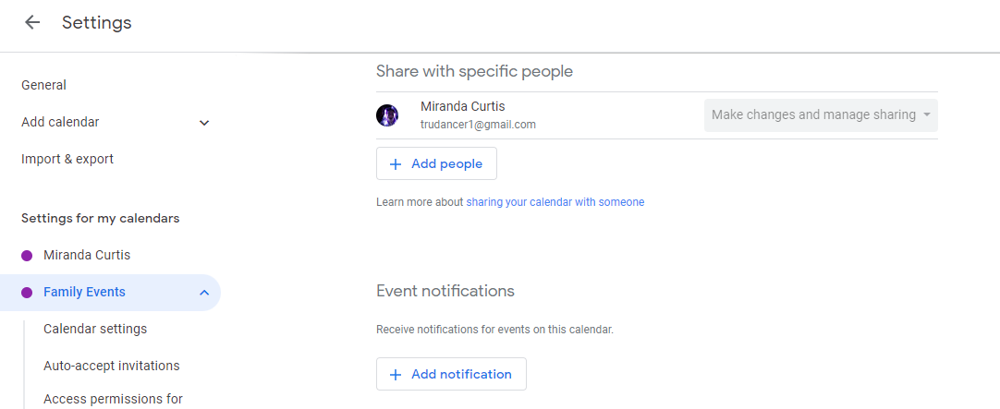 Settings
General
Add calendar
Import & export
Settings for my calendars
Miranda Curtis
Family Events
Calendar settings
Auto-accept invitations
Access permissions for
Share with specific people
Miranda Curtis
trudancer1@gmail.com
Make changes and manage sharing
Add people
Learn more about sharing your calendar with someone
Event notifications
Receive notifications for events on this calendar.
Add notification